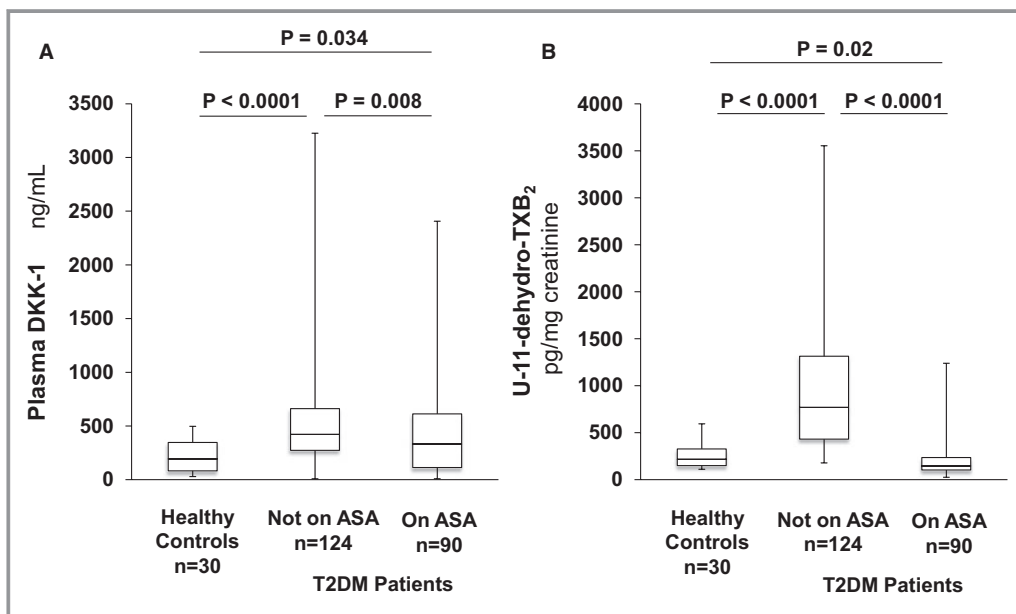 A
P = 0.034
P < 0.0001
P = 0.008
Plasma DKK-1 ng/mL
3500
3000
2500
2000
1500
1000
500
0
Healthy
Controls
n=30
Not on ASA
n=124
On ASA
n=90
T2DM Patients
B
P = 0.02
P < 0.0001
P < 0.0001
U-11-dehydro-TXB₂
pg/mg creatinine
4000
3500
3000
2500
2000
1500
1000
500
0
Healthy
Controls
n=30
Not on ASA
n=124
On ASA
n=90
T2DM Patients